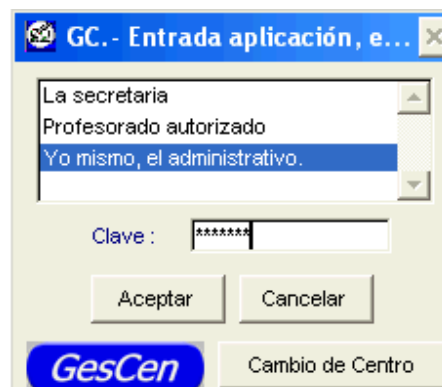 GC.- Entrada aplicación, e...
La secretaria
Profesorado autorizado
Yo mismo, el administrativo.
Clave : *******
Aceptar Cancelar
GesCen Cambio de Centro